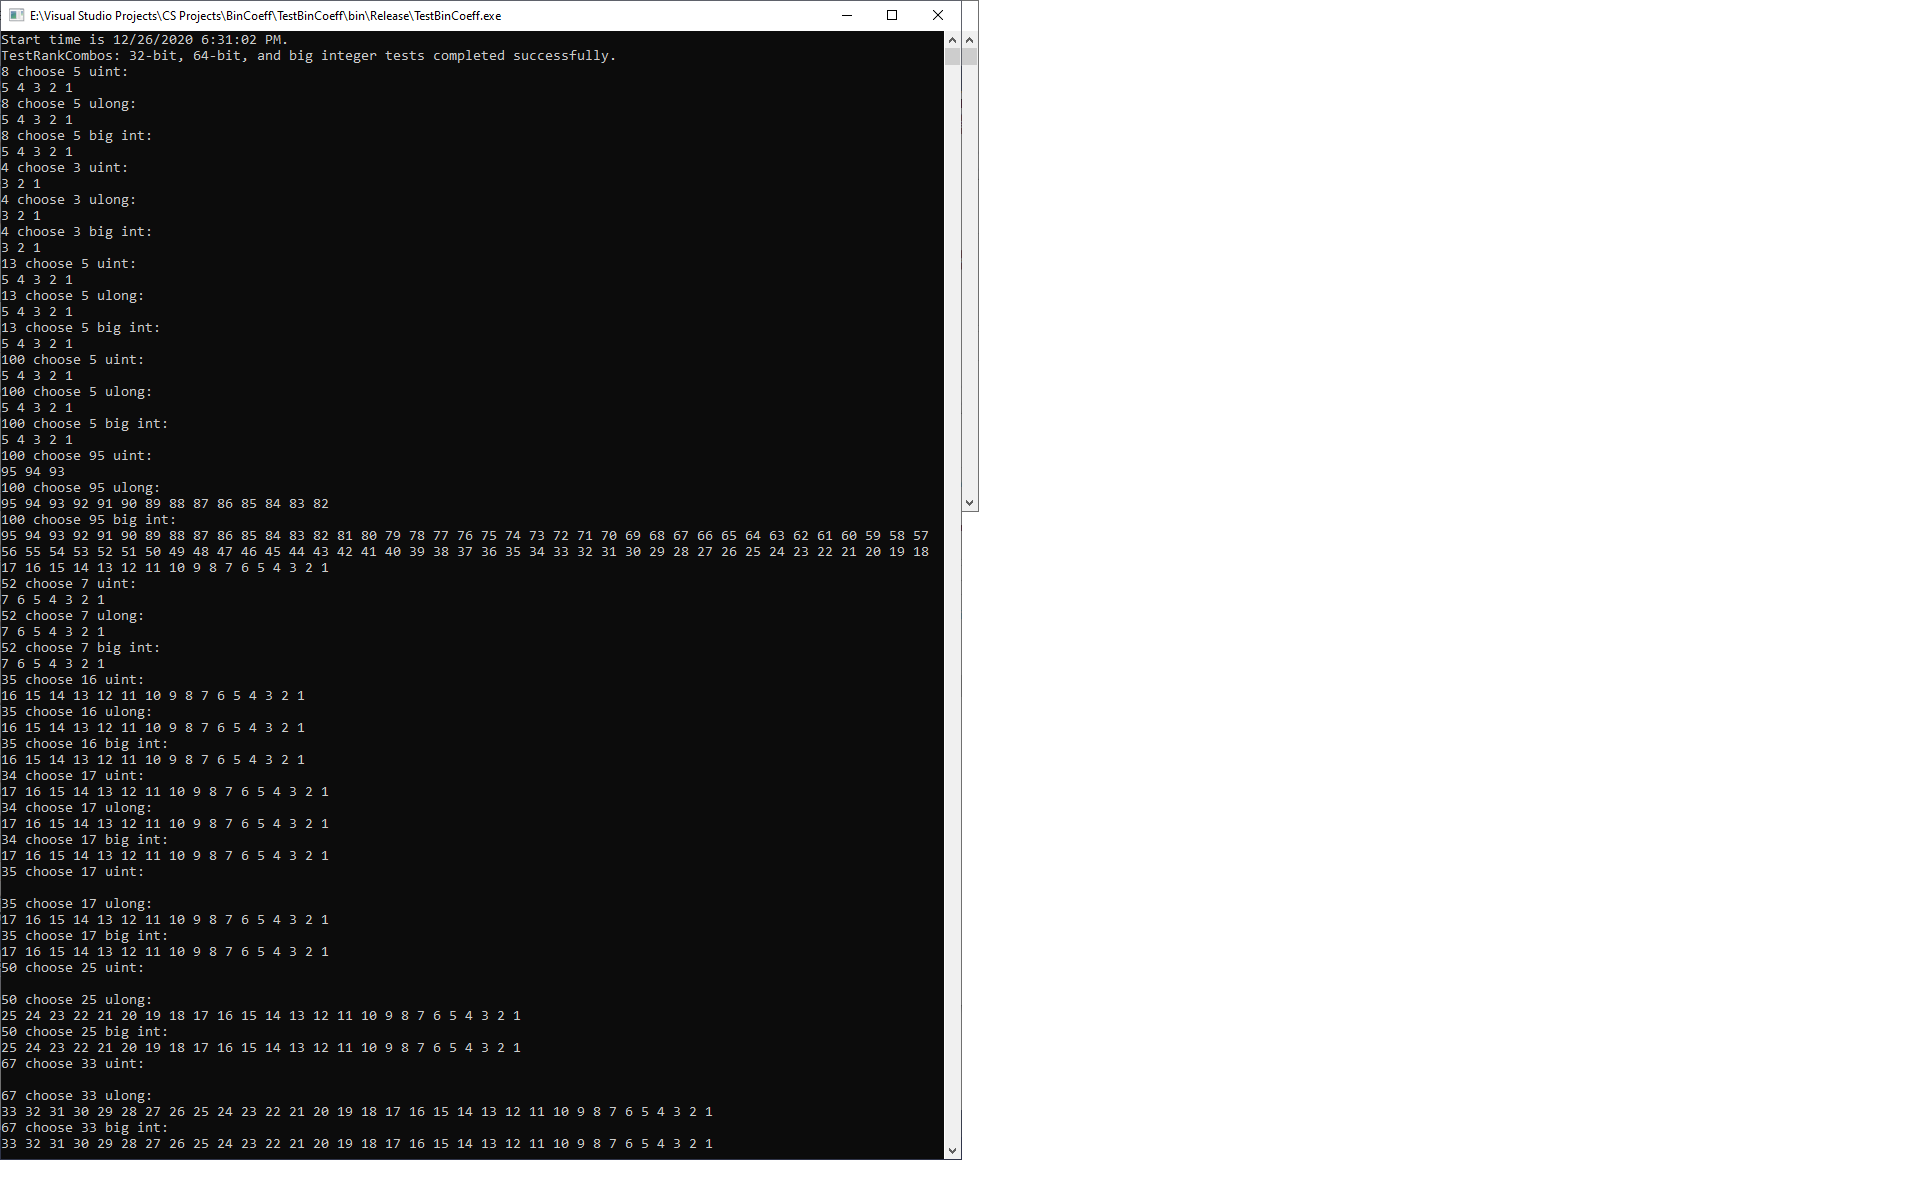 E:\Visual Studio Projects\CS Projects\BinCoeff\TestBinCoeff\bin\Release\TestBinCoeff.exe
Start time is 12/26/2020 6:31:02 PM.
TestRankCombos: 32-bit, 64-bit, and big integer tests completed successfully.
8 choose 5 uint:
5 4 3 2 1
8 choose 5 ulong:
5 4 3 2 1
8 choose 5 big int:
5 4 3 2 1
4 choose 3 uint:
3 2 1
4 choose 3 ulong:
3 2 1
4 choose 3 big int:
3 2 1
13 choose 5 uint:
5 4 3 2 1
13 choose 5 ulong:
5 4 3 2 1
13 choose 5 big int:
5 4 3 2 1
100 choose 5 uint:
5 4 3 2 1
100 choose 5 ulong:
5 4 3 2 1
100 choose 5 big int:
5 4 3 2 1
100 choose 95 uint:
95 94 93
100 choose 95 ulong:
95 94 93 92 91 90 89 88 87 86 85 84 83 82
100 choose 95 big int:
95 94 93 92 91 90 89 88 87 86 85 84 83 82 81 80 79 78 77 76 75 74 73 72 71 70 69 68 67 66 65 64 63 62 61 60 59 58 57
56 55 54 53 52 51 50 49 48 47 46 45 44 43 42 41 40 39 38 37 36 35 34 33 32 31 30 29 28 27 26 25 24 23 22 21 20 19 18
17 16 15 14 13 12 11 10 9 8 7 6 5 4 3 2 1
52 choose 7 uint:
7 6 5 4 3 2 1
52 choose 7 ulong:
7 6 5 4 3 2 1
52 choose 7 big int:
7 6 5 4 3 2 1
35 choose 16 uint:
16 15 14 13 12 11 10 9 8 7 6 5 4 3 2 1
35 choose 16 ulong:
16 15 14 13 12 11 10 9 8 7 6 5 4 3 2 1
35 choose 16 big int:
16 15 14 13 12 11 10 9 8 7 6 5 4 3 2 1
34 choose 17 uint:
17 16 15 14 13 12 11 10 9 8 7 6 5 4 3 2 1
34 choose 17 ulong:
17 16 15 14 13 12 11 10 9 8 7 6 5 4 3 2 1
34 choose 17 big int:
17 16 15 14 13 12 11 10 9 8 7 6 5 4 3 2 1
35 choose 17 uint:
35 choose 17 ulong:
17 16 15 14 13 12 11 10 9 8 7 6 5 4 3 2 1
35 choose 17 big int:
17 16 15 14 13 12 11 10 9 8 7 6 5 4 3 2 1
50 choose 25 uint:
50 choose 25 ulong:
25 24 23 22 21 20 19 18 17 16 15 14 13 12 11 10 9 8 7 6 5 4 3 2 1
50 choose 25 big int:
25 24 23 22 21 20 19 18 17 16 15 14 13 12 11 10 9 8 7 6 5 4 3 2 1
67 choose 33 uint:
67 choose 33 ulong:
33 32 31 30 29 28 27 26 25 24 23 22 21 20 19 18 17 16 15 14 13 12 11 10 9 8 7 6 5 4 3 2 1
67 choose 33 big int:
33 32 31 30 29 28 27 26 25 24 23 22 21 20 19 18 17 16 15 14 13 12 11 10 9 8 7 6 5 4 3 2 1